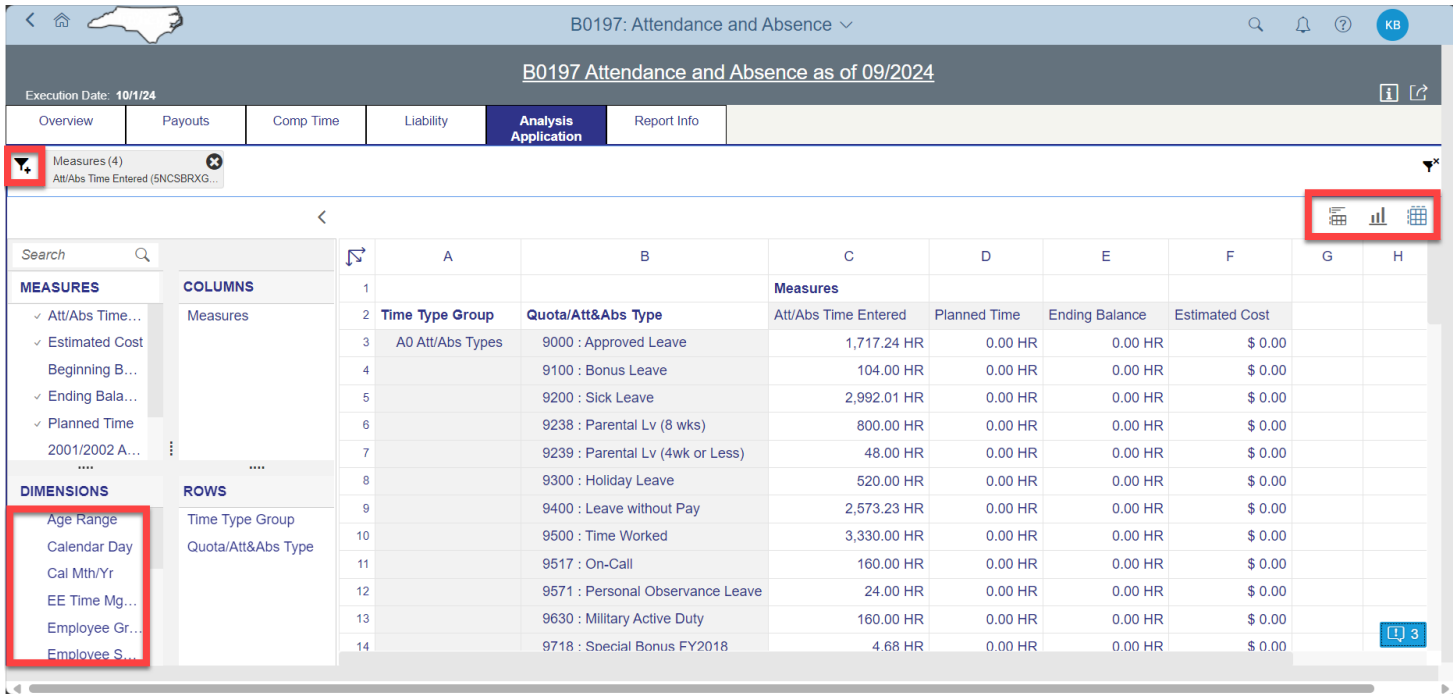 B0197: Attendance and Absence
KB
B0197 Attendance and Absence as of 09/2024
Execution Date: 10/1/24
Overview
Payouts
Comp Time
Liability
Analysis Application
Report Info
Measures (4)
Att/Abs Time Entered (5NCSBRXG...
Search
MEASURES
Att/Abs Time...
Estimated Cost
Beginning B...
Ending Bala...
Planned Time
2001/2002 A...
COLUMNS
Measures
DIMENSIONS
Age Range
Calendar Day
Cal Mth/Yr
EE Time Mg...
Employee Gr...
Employee S...
ROWS
Time Type Group
Quota/Att&Abs Type
A B C D E F G H
1 Measures
2 Time Type Group Quota/Att&Abs Type Att/Abs Time Entered Planned Time Ending Balance Estimated Cost
3 A0 Att/Abs Types 9000 : Approved Leave 1,717.24 HR 0.00 HR 0.00 HR $ 0.00
4 9100 : Bonus Leave 104.00 HR 0.00 HR 0.00 HR $ 0.00
5 9200 : Sick Leave 2,992.01 HR 0.00 HR 0.00 HR $ 0.00
6 9238 : Parental Lv (8 wks) 800.00 HR 0.00 HR 0.00 HR $ 0.00
7 9239 : Parental Lv (4wk or Less) 48.00 HR 0.00 HR 0.00 HR $ 0.00
8 9300 : Holiday Leave 520.00 HR 0.00 HR 0.00 HR $ 0.00
9 9400 : Leave without Pay 2,573.23 HR 0.00 HR 0.00 HR $ 0.00
10 9500 : Time Worked 3,330.00 HR 0.00 HR 0.00 HR $ 0.00
11 9517 : On-Call 160.00 HR 0.00 HR 0.00 HR $ 0.00
12 9571 : Personal Observance Leave 24.00 HR 0.00 HR 0.00 HR $ 0.00
13 9630 : Military Active Duty 160.00 HR 0.00 HR 0.00 HR $ 0.00
14 9718 : Special Bonus FY2018 4.68 HR 0.00 HR 0.00 HR $ 0.00
3